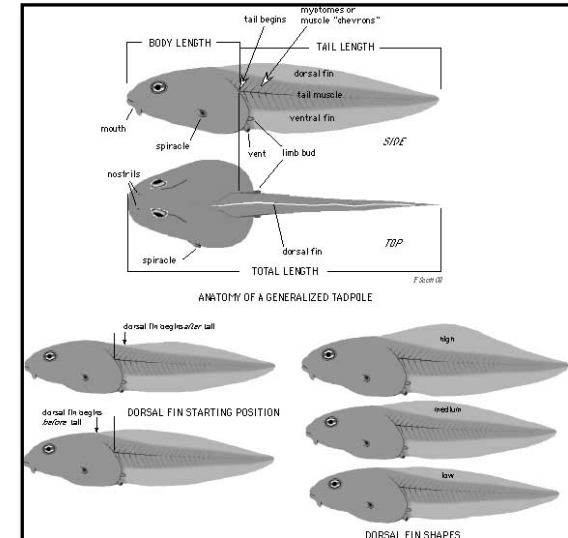 tail begins
myotomes or
muscle "chevrons"
BODY LENGTH
TAIL LENGTH
dorsal fin
tail muscle
ventral fin
mouth
spiracle
vent
limb bud
SIDE
nostrils
dorsal fin
TOP
spiracle
TOTAL LENGTH
ANATOMY OF A GENERALIZED TADPOLE
dorsal fin begins after tail
high
dorsal fin begins
before tail
DORSAL FIN STARTING POSITION
medium
low
DORSAL FIN SHAPES